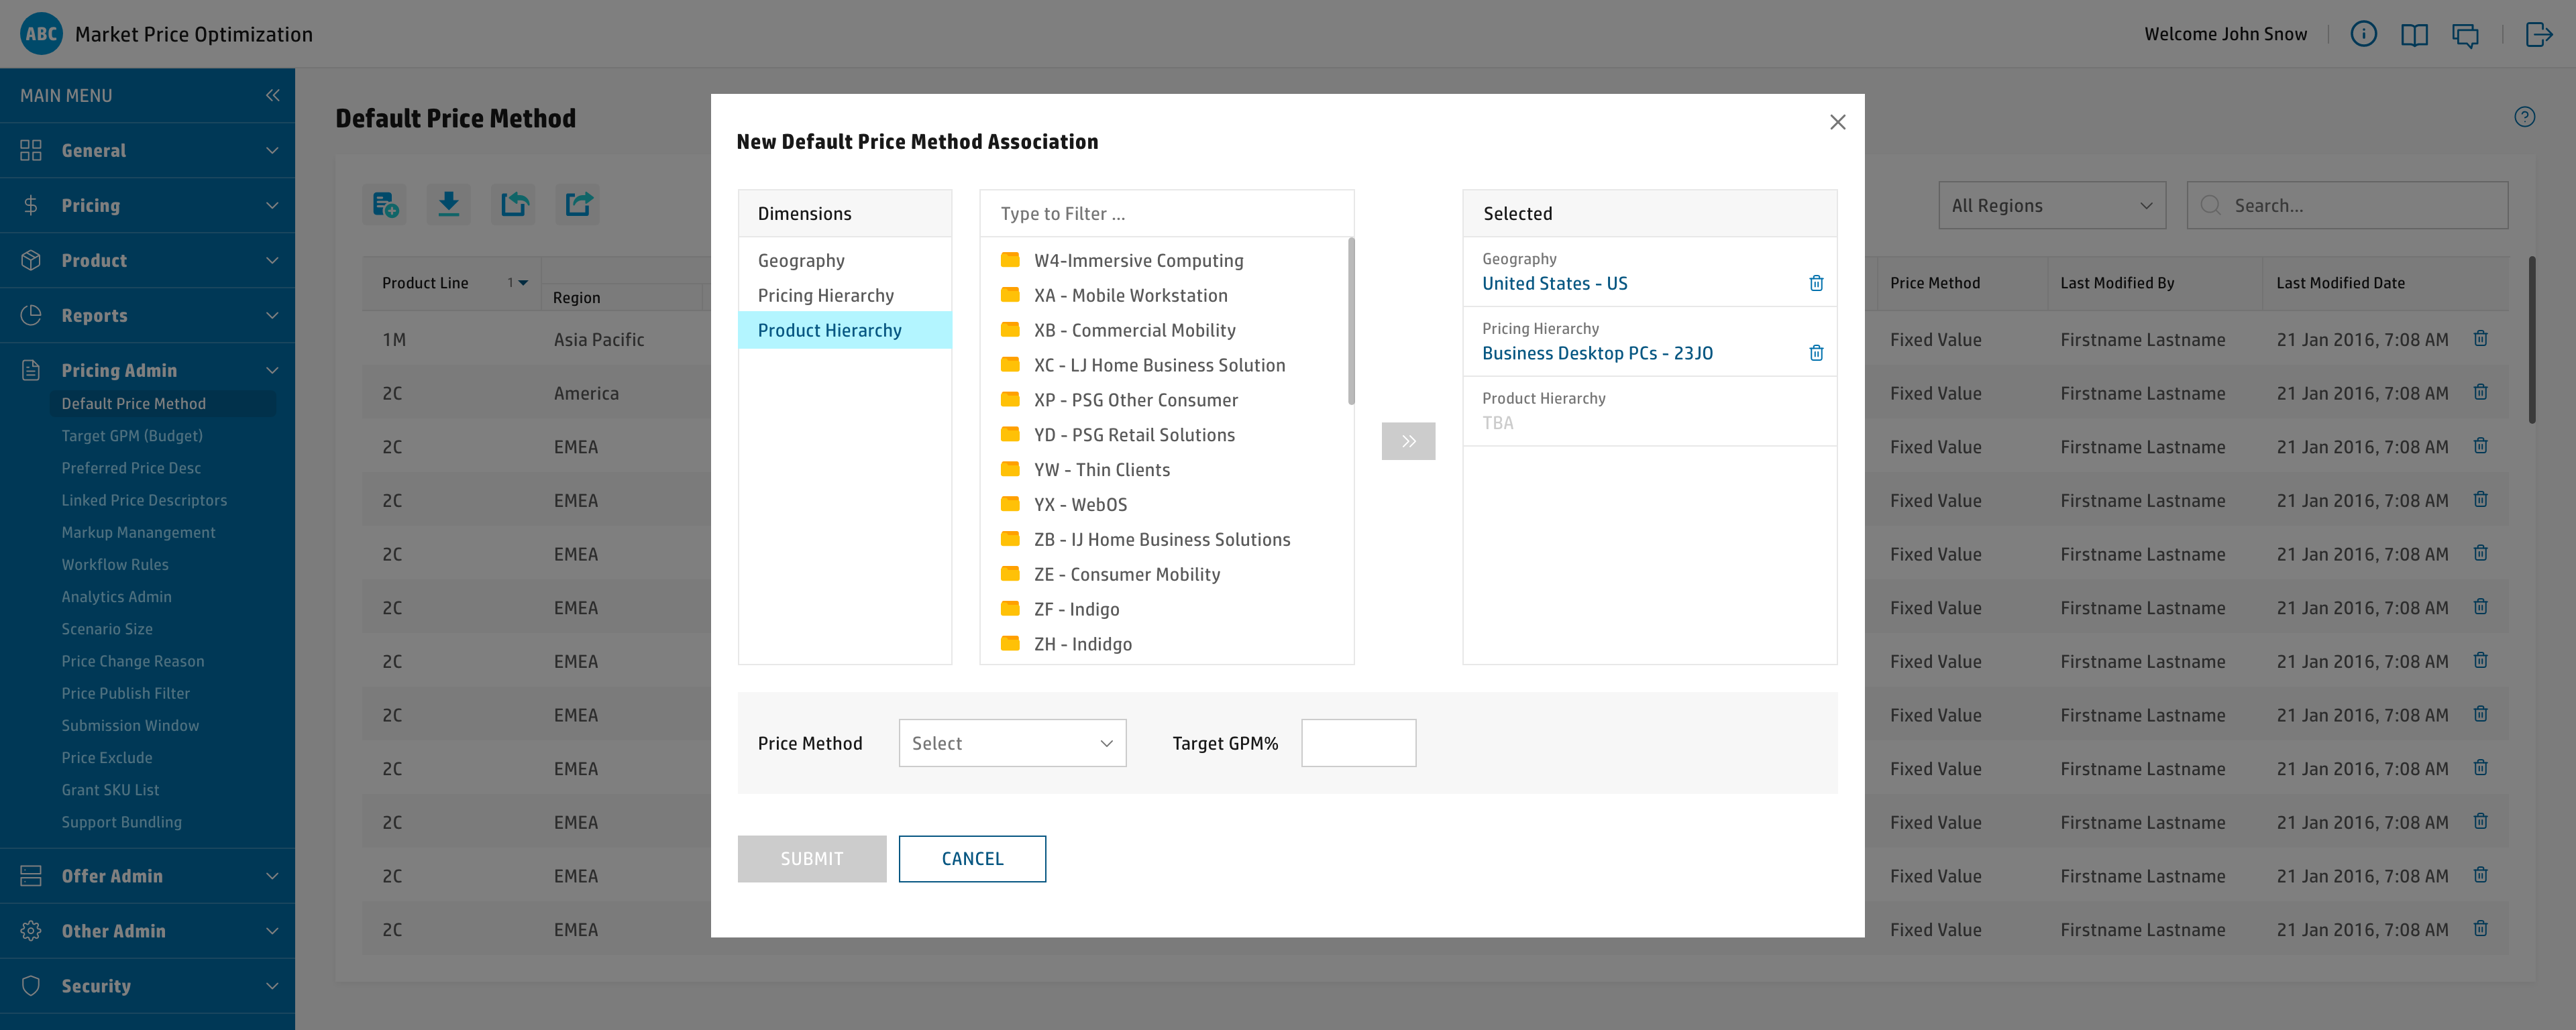 ABC Market Price Optimization
Welcome John Snow
MAIN MENU
General
Pricing
Product
Reports
Pricing Admin
Default Price Method
Target GPM (Budget)
Preferred Price Desc
Linked Price Descriptors
Markup Manangement
Workflow Rules
Analytics Admin
Scenario Size
Price Change Reason
Price Publish Filter
Submission Window
Price Exclude
Grant SKU List
Support Bundling
Offer Admin
Other Admin
Security
Default Price Method
All Regions
Search...
Product Line 1
Region
Price Method Last Modified By Last Modified Date
1M Asia Pacific Fixed Value Firstname Lastname 21 Jan 2016, 7:08 AM
2C America Fixed Value Firstname Lastname 21 Jan 2016, 7:08 AM
2C EMEA Fixed Value Firstname Lastname 21 Jan 2016, 7:08 AM
2C EMEA Fixed Value Firstname Lastname 21 Jan 2016, 7:08 AM
2C EMEA Fixed Value Firstname Lastname 21 Jan 2016, 7:08 AM
2C EMEA Fixed Value Firstname Lastname 21 Jan 2016, 7:08 AM
2C EMEA Fixed Value Firstname Lastname 21 Jan 2016, 7:08 AM
2C EMEA Fixed Value Firstname Lastname 21 Jan 2016, 7:08 AM
2C EMEA Fixed Value Firstname Lastname 21 Jan 2016, 7:08 AM
2C EMEA Fixed Value Firstname Lastname 21 Jan 2016, 7:08 AM
2C EMEA Fixed Value Firstname Lastname 21 Jan 2016, 7:08 AM
2C EMEA Fixed Value Firstname Lastname 21 Jan 2016, 7:08 AM
New Default Price Method Association
Dimensions
Geography
Pricing Hierarchy
Product Hierarchy
Type to Filter ...
W4-Immersive Computing
XA - Mobile Workstation
XB - Commercial Mobility
XC - LJ Home Business Solution
XP - PSG Other Consumer
YD - PSG Retail Solutions
YW - Thin Clients
YX - WebOS
ZB - IJ Home Business Solutions
ZE - Consumer Mobility
ZF - Indigo
ZH - Indidgo
Selected
Geography
United States - US
Pricing Hierarchy
Business Desktop PCs - 23JO
Product Hierarchy
TBA
Price Method Select Target GPM%
SUBMIT CANCEL